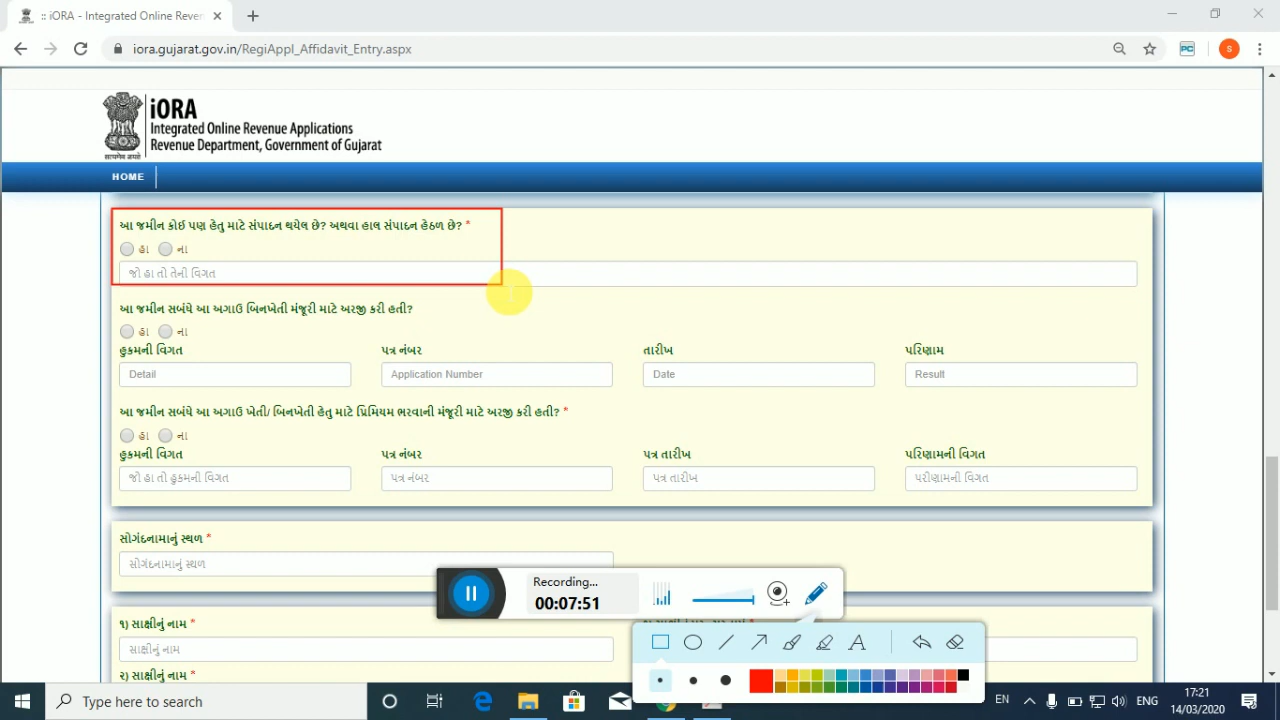 :: iORA - Integrated Online Reven
iora.gujarat.gov.in/RegiAppl_Affidavit_Entry.aspx
PC
S
iORA
Integrated Online Revenue Applications
Revenue Department, Government of Gujarat
सत्यमेव जयते
HOME
આ જમીન કોઈ પણ હેતુ માટે સંપાદન થયેલ છે? અથવા હાલ સંપાદન હેઠળ છે? *
હા ના
જો હા તો તેની વિગત
આ જમીન સબંધે આ અગાઉ બિનખેતી મંજૂરી માટે અરજી કરી હતી?
હા ના
હુકમની વિગત પત્ર નંબર તારીખ પરિણામ
Detail Application Number Date Result
આ જમીન સબંધે આ અગાઉ ખેતી/ બિનખેતી હેતુ માટે પ્રિમિયમ ભરવાની મંજૂરી માટે અરજી કરી હતી? *
હા ના
હુકમની વિગત પત્ર નંબર પત્ર તારીખ પરિણામની વિગત
જો હા તો હુકમની વિગત પત્ર નંબર પત્ર તારીખ પરીણામની વિગત
સોગંદનામાનું સ્થળ *
સોગંદનામાનું સ્થળ
Recording...
00:07:51
૧) સાક્ષીનું નામ *
સાક્ષીનું નામ
૨) સાક્ષીનું નામ *
A
Type here to search
EN
ENG
17:21
14/03/2020